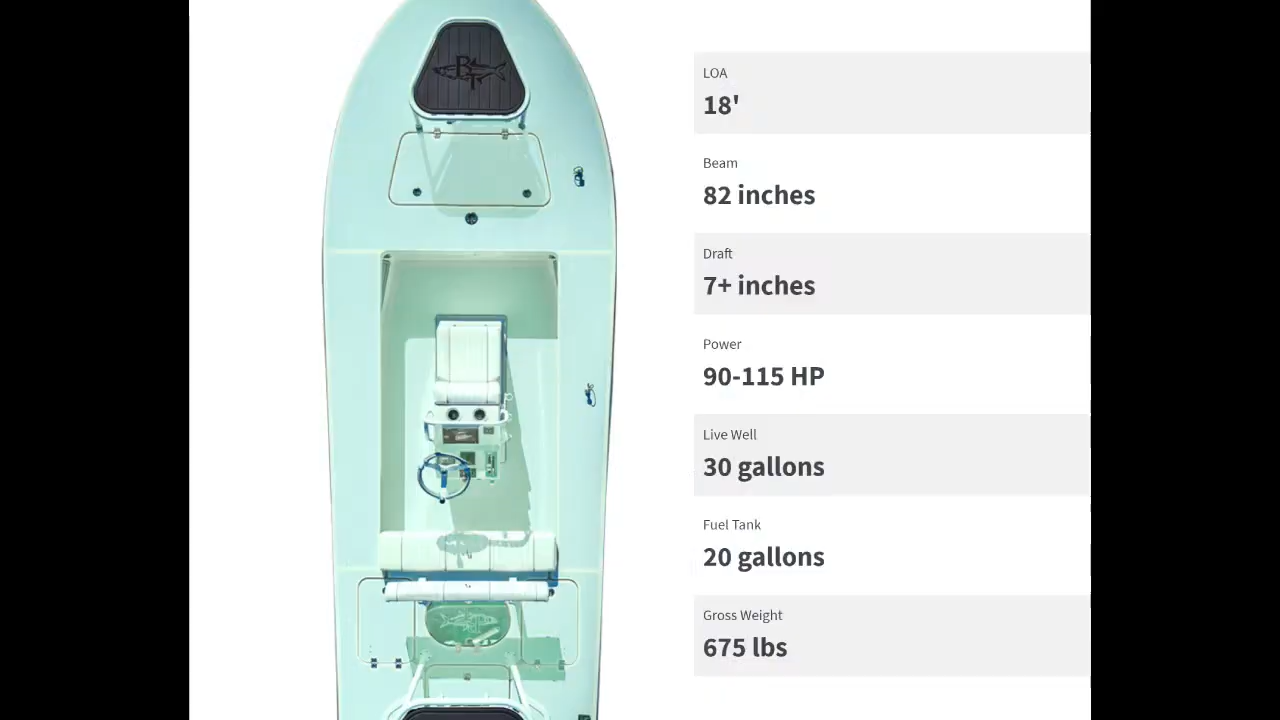 LOA
18'
Beam
82 inches
Draft
7+ inches
Power
90-115 HP
Live Well
30 gallons
Fuel Tank
20 gallons
Gross Weight
675 lbs